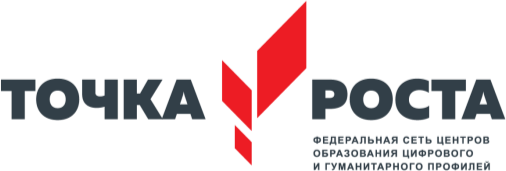 ТОЧКА РОСТА
ФЕДЕРАЛЬНАЯ СЕТЬ ЦЕНТРОВ
ОБРАЗОВАНИЯ ЦИФРОВОГО
И ГУМАНИТАРНОГО ПРОФИЛЕЙ